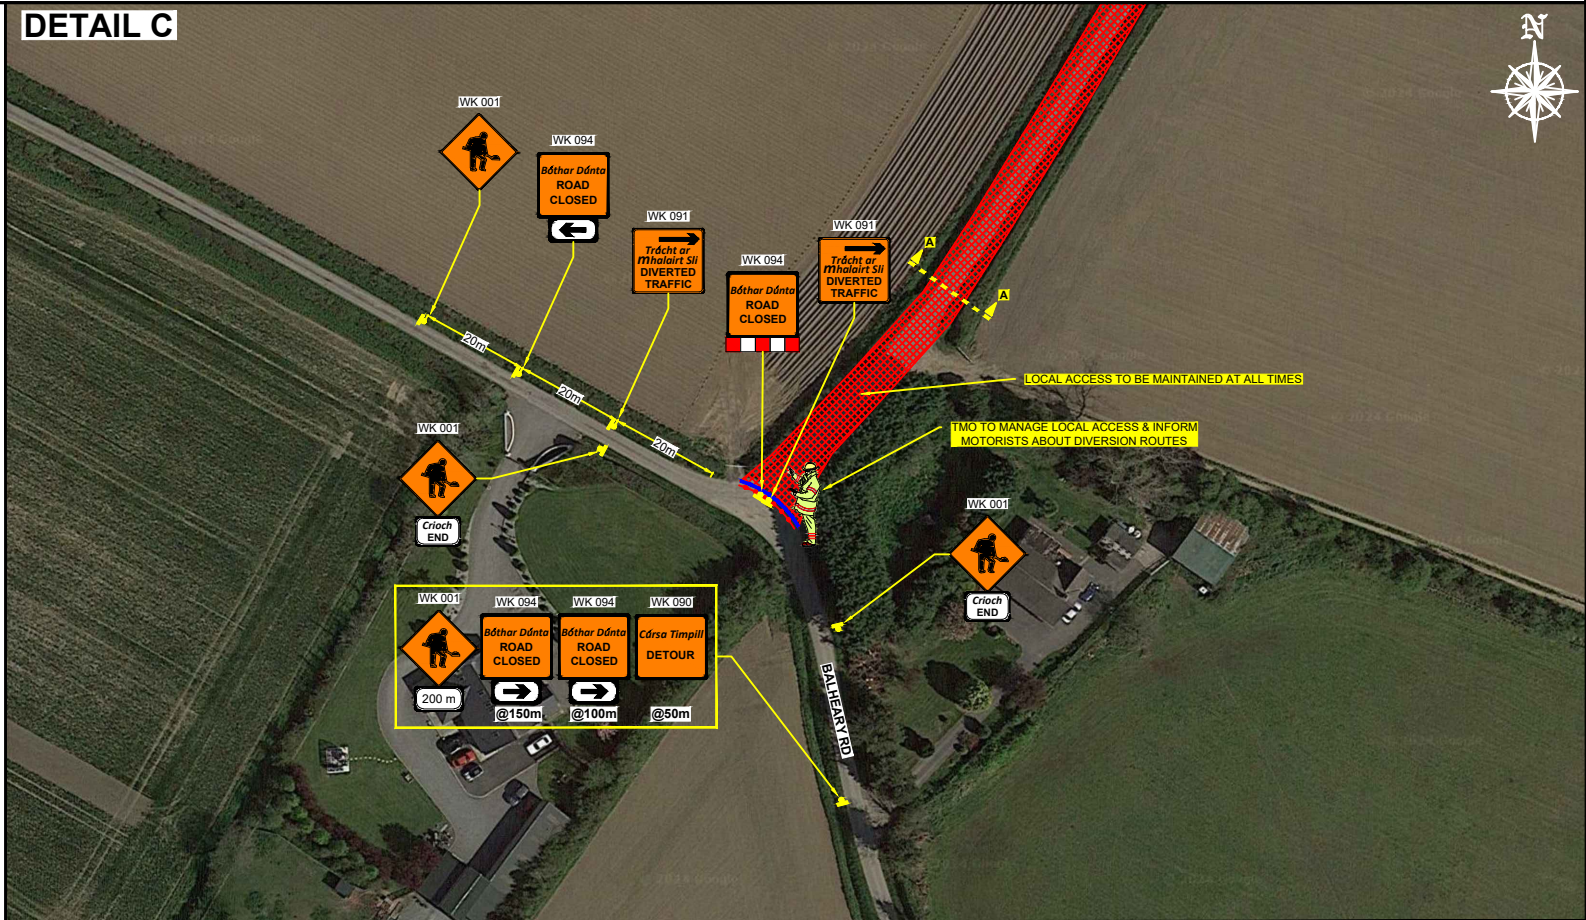 DETAIL C
N
WK 001
WK 094
Bóthar Dúnta
ROAD
CLOSED
WK 091
Trácht ar
Mhalairt Slí
DIVERTED
TRAFFIC
WK 094
Bóthar Dúnta
ROAD
CLOSED
WK 091
Trácht ar
Mhalairt Slí
DIVERTED
TRAFFIC
A
A
20m
20m
20m
LOCAL ACCESS TO BE MAINTAINED AT ALL TIMES
TMO TO MANAGE LOCAL ACCESS & INFORM
MOTORISTS ABOUT DIVERSION ROUTES
WK 001
Críoch
END
WK 001
Críoch
END
WK 001
200 m
WK 094
Bóthar Dúnta
ROAD
CLOSED
@150m
WK 094
Bóthar Dúnta
ROAD
CLOSED
@100m
WK 090
Cúrsa Timpill
DETOUR
@50m
BALHEARY RD